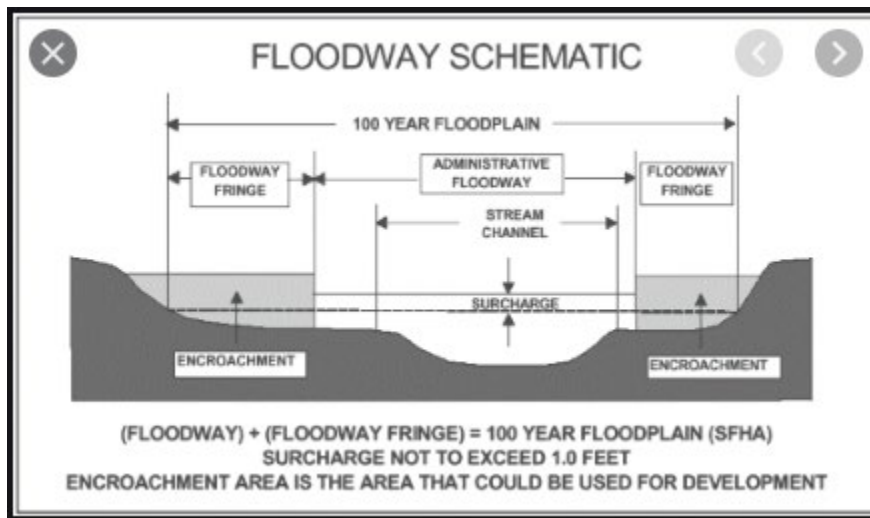 FLOODWAY SCHEMATIC
100 YEAR FLOODPLAIN
FLOODWAY
FRINGE
ADMINISTRATIVE
FLOODWAY
FLOODWAY
FRINGE
STREAM
CHANNEL
SURCHARGE
ENCROACHMENT
ENCROACHMENT
(FLOODWAY) + (FLOODWAY FRINGE) = 100 YEAR FLOODPLAIN (SFHA)
SURCHARGE NOT TO EXCEED 1.0 FEET
ENCROACHMENT AREA IS THE AREA THAT COULD BE USED FOR DEVELOPMENT